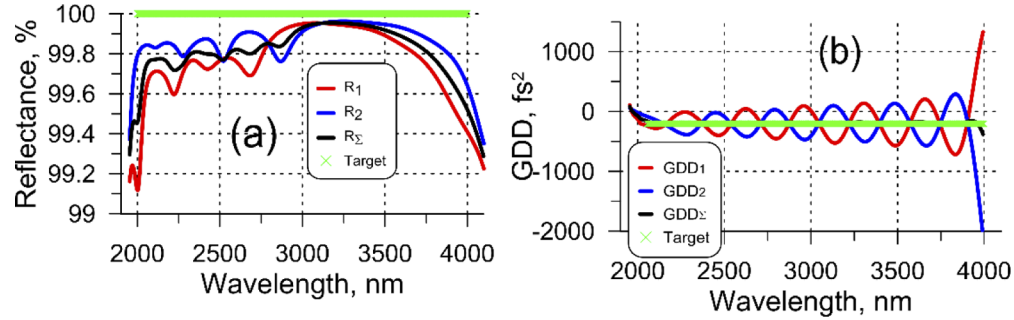 100
99.8
99.6
99.4
99.2
99
Reflectance, %
(a)
R1
R2
RΣ
Target
2000 2500 3000 3500 4000
Wavelength, nm
1000
0
-1000
-2000
GDD, fs²
(b)
GDD1
GDD2
GDDΣ
Target
2000 2500 3000 3500 4000
Wavelength, nm